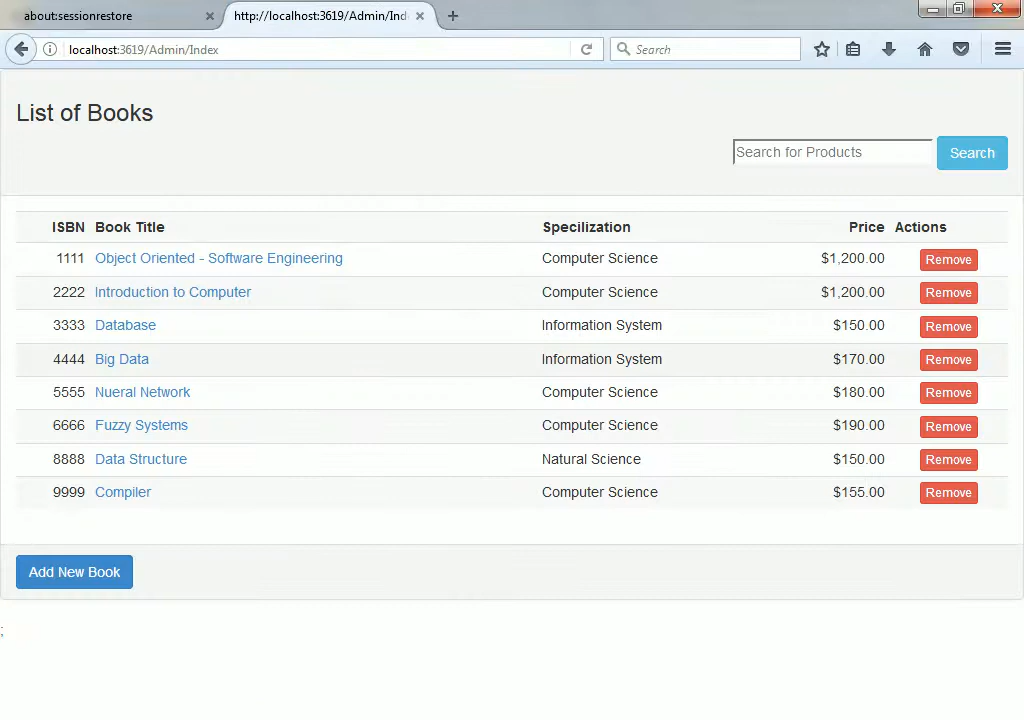 about:sessionrestore
http://localhost:3619/Admin/Ind
localhost:3619/Admin/Index
Search
List of Books
Search for Products
Search
ISBN Book Title Specilization Price Actions
1111 Object Oriented - Software Engineering Computer Science $1,200.00 Remove
2222 Introduction to Computer Computer Science $1,200.00 Remove
3333 Database Information System $150.00 Remove
4444 Big Data Information System $170.00 Remove
5555 Nueral Network Computer Science $180.00 Remove
6666 Fuzzy Systems Computer Science $190.00 Remove
8888 Data Structure Natural Science $150.00 Remove
9999 Compiler Computer Science $155.00 Remove
Add New Book
;